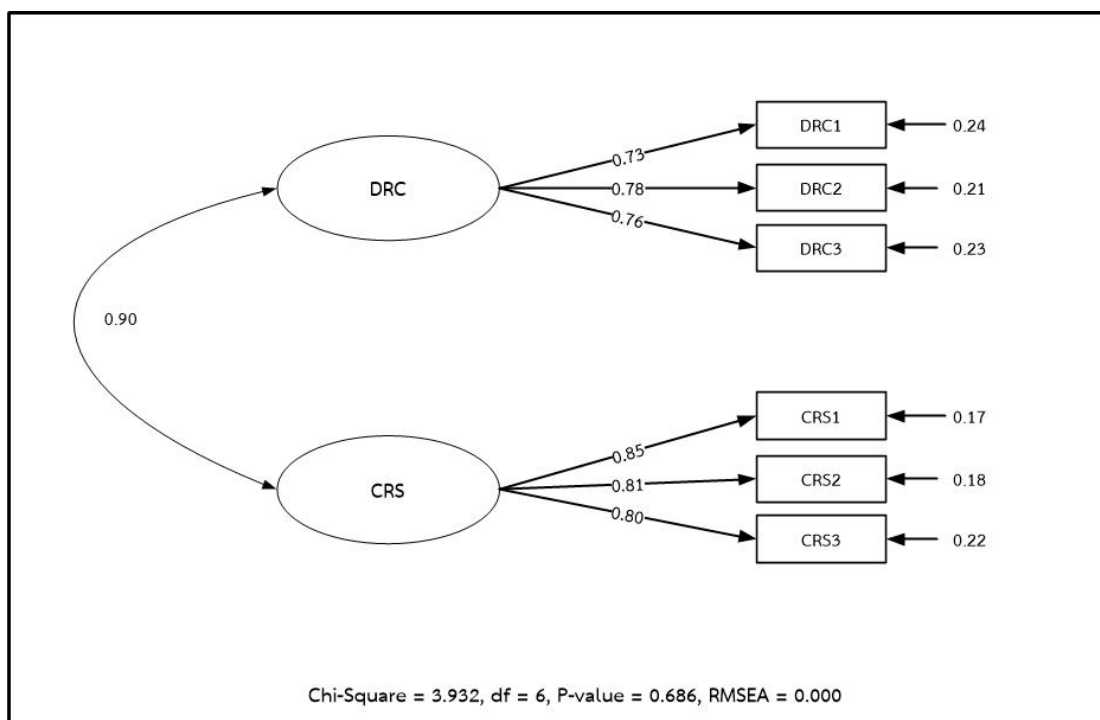 DRC1
0.24
0.73
DRC
0.78
DRC2
0.21
0.76
DRC3
0.23
0.90
CRS1
0.17
0.85
CRS
0.81
CRS2
0.18
0.80
CRS3
0.22
Chi-Square = 3.932, df = 6, P-value = 0.686, RMSEA = 0.000